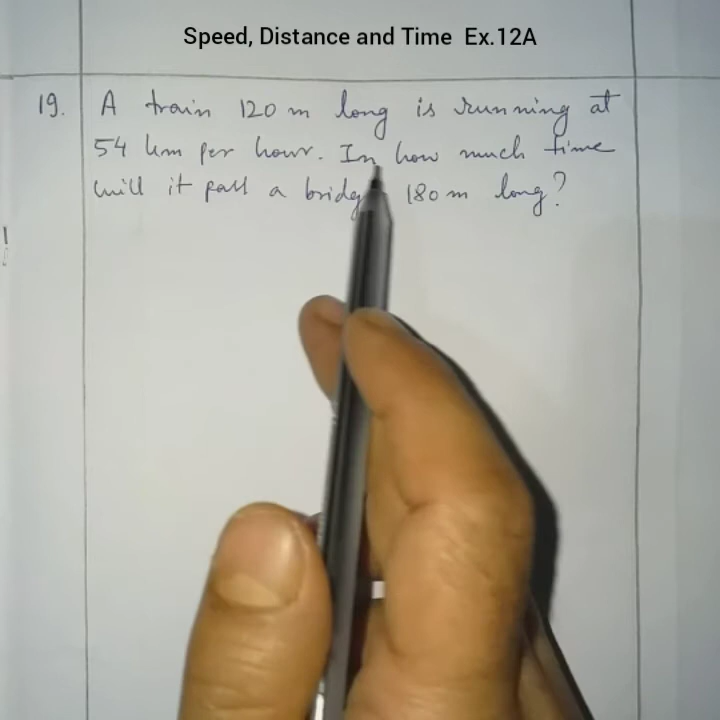 Speed, Distance and Time Ex.12A
19. A train 120 m long is running at
54 km per hour. In how much time
will it pass a bridge 180 m long?